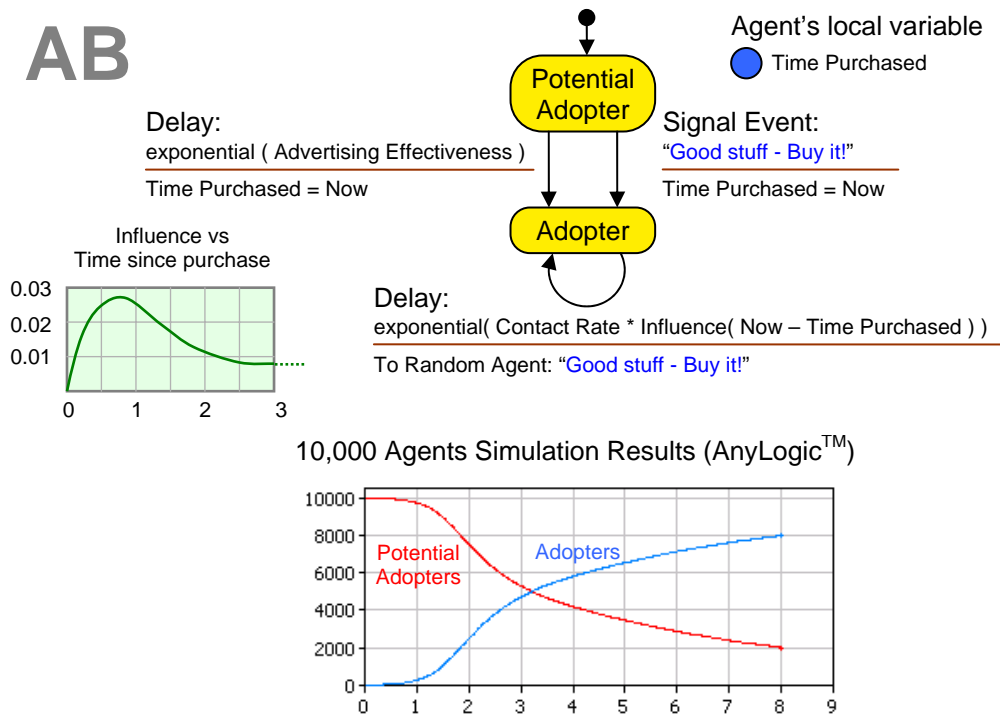 AB
Agent’s local variable
Time Purchased
Potential
Adopter
Delay:
exponential ( Advertising Effectiveness )
Time Purchased = Now
Signal Event:
“Good stuff - Buy it!”
Time Purchased = Now
Adopter
Influence vs
Time since purchase
0.03
0.02
0.01
0 1 2 3
Delay:
exponential( Contact Rate * Influence( Now – Time Purchased ) )
To Random Agent: “Good stuff - Buy it!”
10,000 Agents Simulation Results (AnyLogic™)
10000
8000
6000
4000
2000
0
Potential
Adopters
Adopters
0 1 2 3 4 5 6 7 8 9